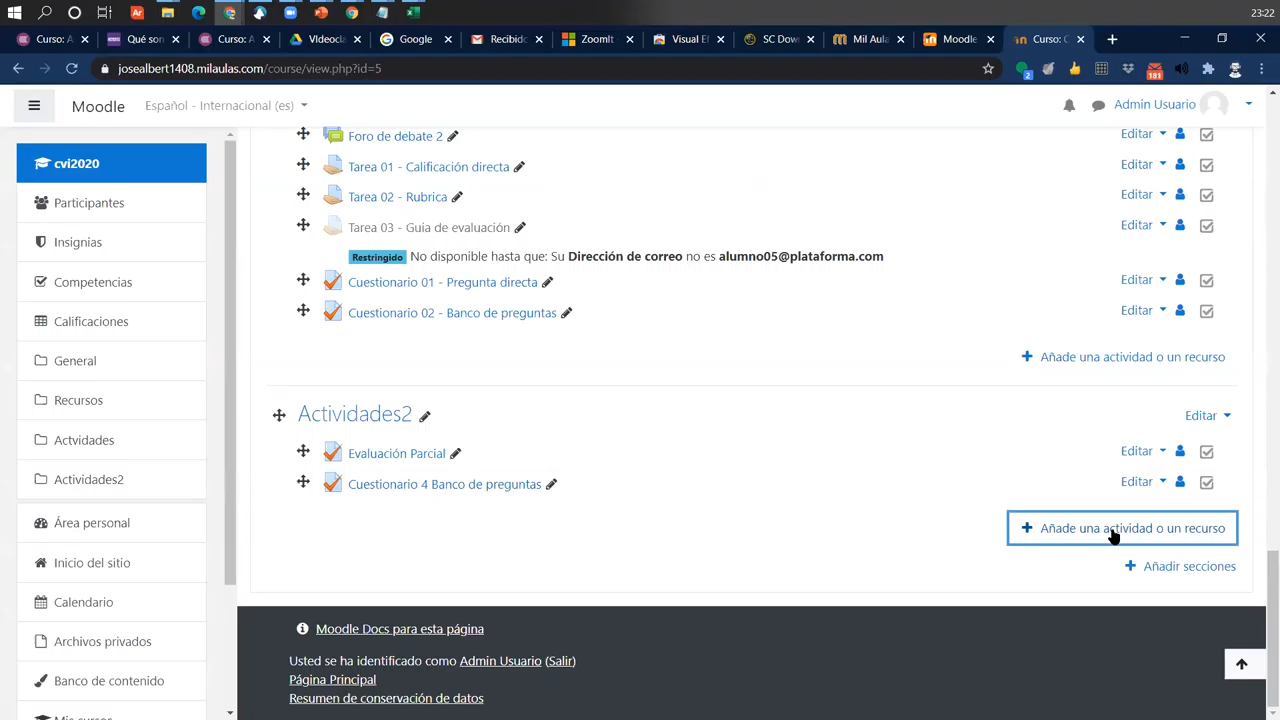 23:22
Curso: A
Qué son
Curso: A
Videocla
Google
Recibido
ZoomIt
Visual Ef
SC Dow
Mil Aula
Moodle
Curso: C
josealbert1408.milaulas.com/course/view.php?id=5
2
181
Moodle
Español - Internacional (es)
Admin Usuario
cvi2020
Participantes
Insignias
Competencias
Calificaciones
General
Recursos
Actvidades
Actividades2
Área personal
Inicio del sitio
Calendario
Archivos privados
Banco de contenido
Mis cursos
Foro de debate 2
Editar
Tarea 01 - Calificación directa
Editar
Tarea 02 - Rubrica
Editar
Tarea 03 - Guia de evaluación
Editar
Restringido No disponible hasta que: Su Dirección de correo no es alumno05@plataforma.com
Cuestionario 01 - Pregunta directa
Editar
Cuestionario 02 - Banco de preguntas
Editar
Añade una actividad o un recurso
Actividades2
Editar
Evaluación Parcial
Editar
Cuestionario 4 Banco de preguntas
Editar
Añade una actividad o un recurso
Añadir secciones
Moodle Docs para esta página
Usted se ha identificado como Admin Usuario (Salir)
Página Principal
Resumen de conservación de datos